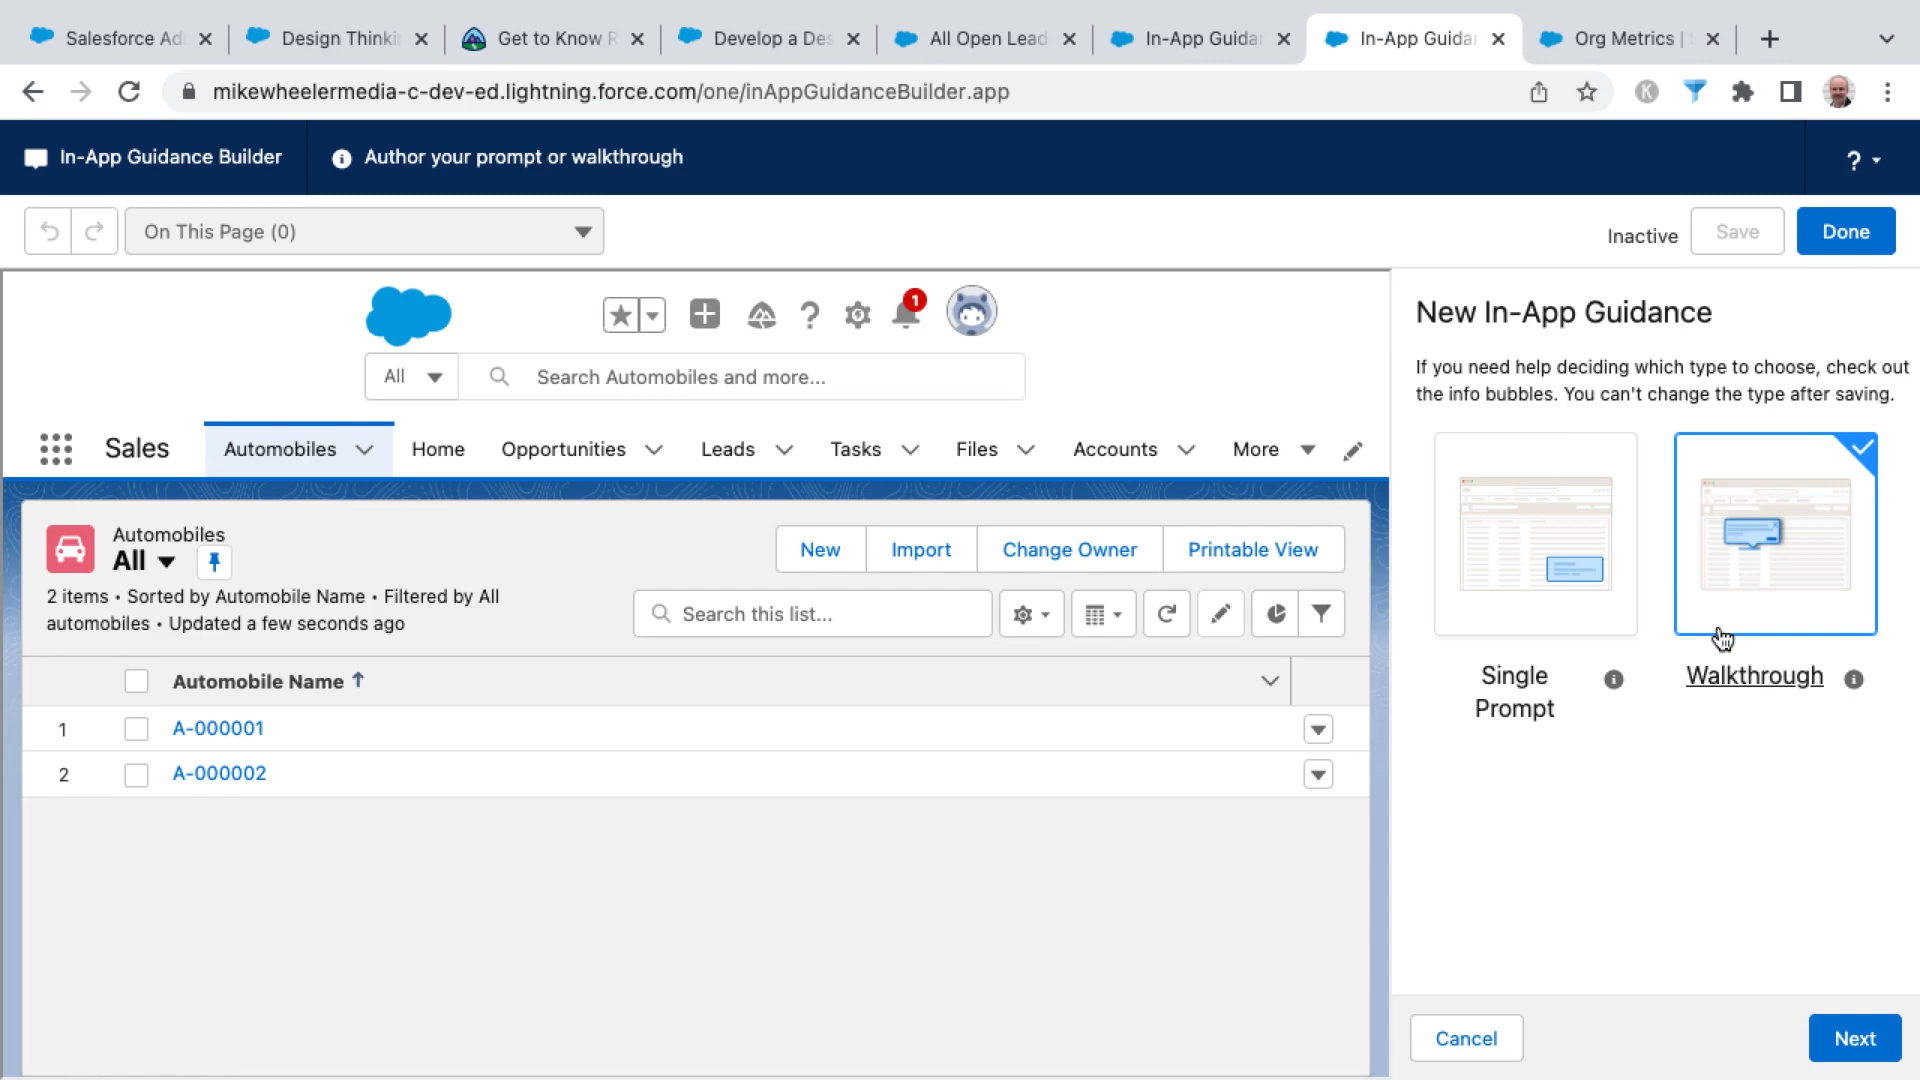 Salesforce Ad
Design Thinki
Get to Know R
Develop a Des
All Open Lead
In-App Guidan
In-App Guidan
Org Metrics |
mikewheelermedia-c-dev-ed.lightning.force.com/one/inAppGuidanceBuilder.app
K
In-App Guidance Builder
Author your prompt or walkthrough
?
On This Page (0)
Inactive
Save
Done
1
All
Search Automobiles and more...
Sales
Automobiles
Home
Opportunities
Leads
Tasks
Files
Accounts
More
Automobiles
All
New
Import
Change Owner
Printable View
2 items • Sorted by Automobile Name • Filtered by All
automobiles • Updated a few seconds ago
Search this list...
Automobile Name
1
A-000001
2
A-000002
New In-App Guidance
If you need help deciding which type to choose, check out
the info bubbles. You can't change the type after saving.
Single
Prompt
Walkthrough
Cancel
Next